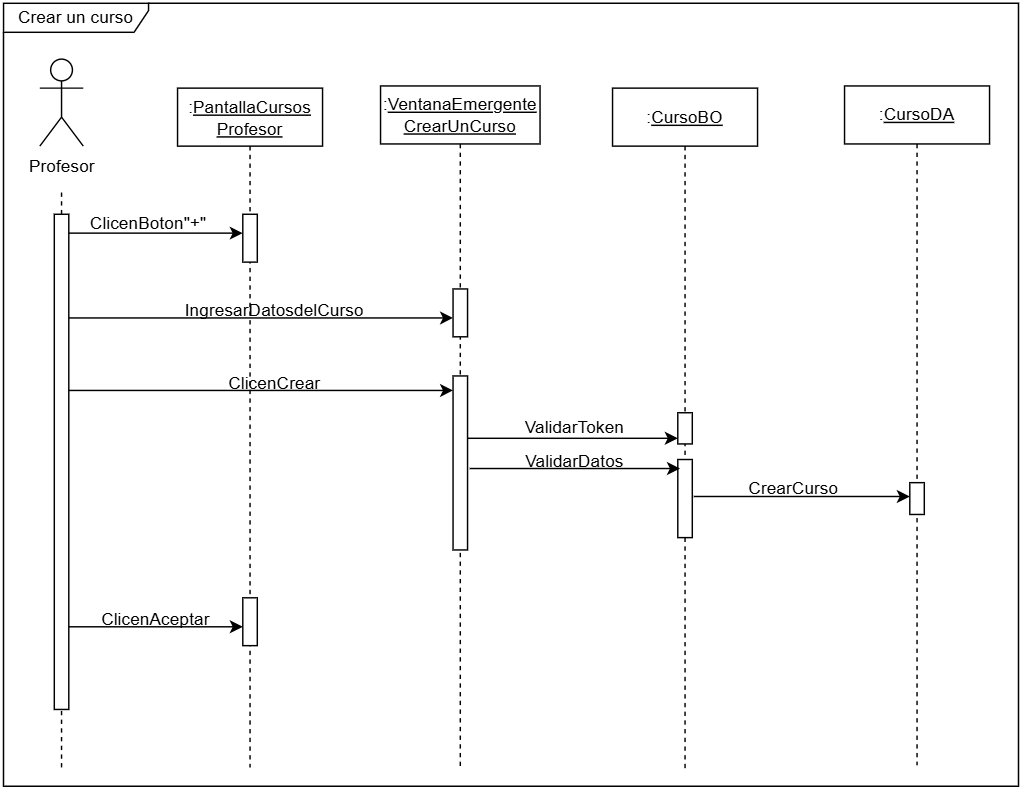 Crear un curso
Profesor
:PantallaCursos
Profesor
:VentanaEmergente
CrearUnCurso
:CursoBO
:CursoDA
ClicenBoton"+"
IngresarDatosdelCurso
ClicenCrear
ValidarToken
ValidarDatos
CrearCurso
ClicenAceptar